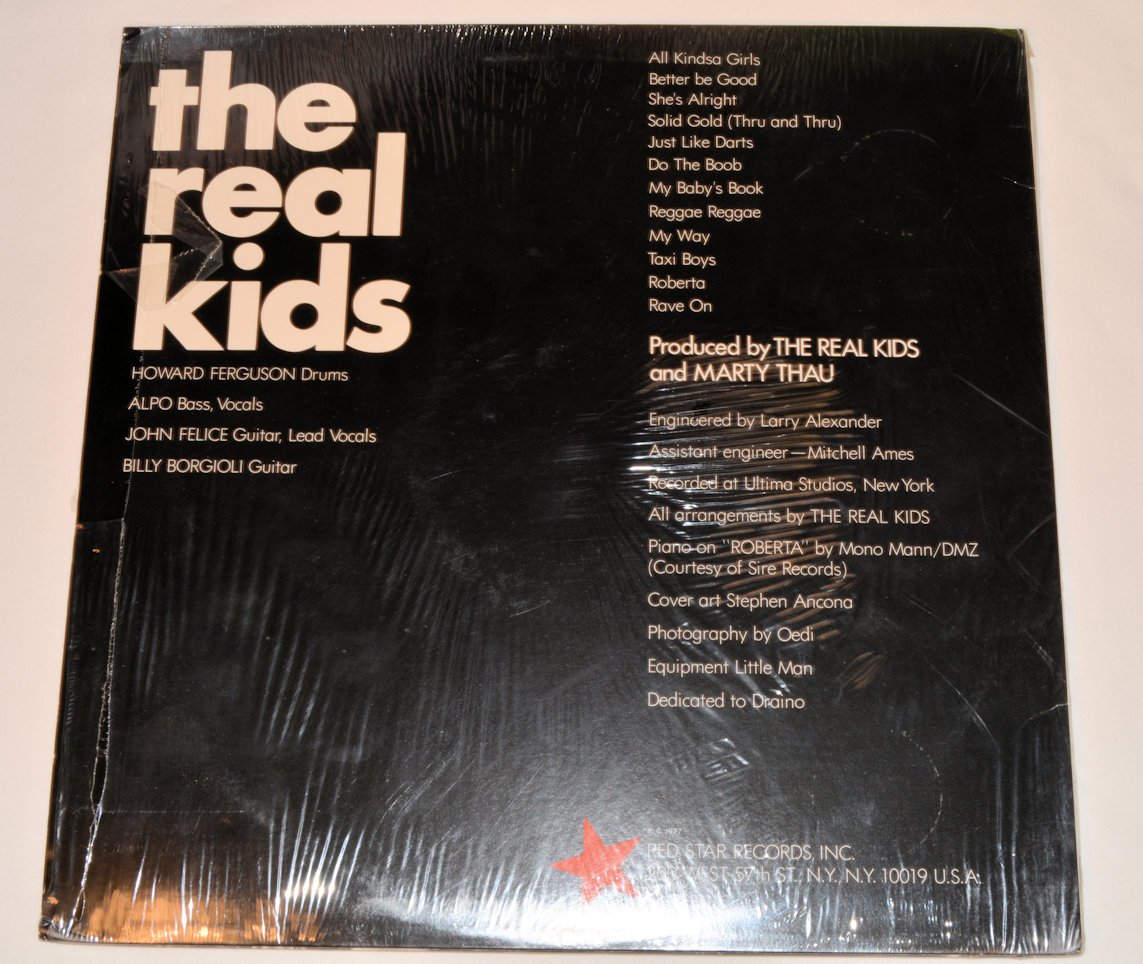 the
real
kids
HOWARD FERGUSON Drums
ALPO Bass, Vocals
JOHN FELICE Guitar, Lead Vocals
BILLY BORGIOLI Guitar
All Kindsa Girls
Better be Good
She's Alright
Solid Gold (Thru and Thru)
Just Like Darts
Do The Boob
My Baby's Book
Reggae Reggae
My Way
Taxi Boys
Roberta
Rave On
Produced by THE REAL KIDS
and MARTY THAU
Engineered by Larry Alexander
Assistant engineer—Mitchell Ames
Recorded at Ultima Studios, New York
All arrangements by THE REAL KIDS
Piano on "ROBERTA" by Mono Mann/DMZ
(Courtesy of Sire Records)
Cover art Stephen Ancona
Photography by Oedi
Equipment Little Man
Dedicated to Draino
1977
RED STAR RECORDS, INC.
WEST 57th ST. N.Y., N.Y. 10019 U.S.A.